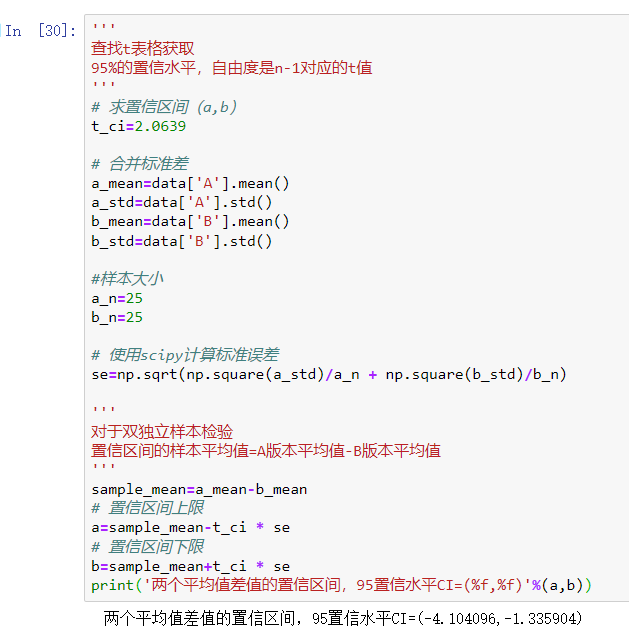 In [30]: '''
查找t表格获取
95%的置信水平，自由度是n-1对应的t值
'''
# 求置信区间（a,b）
t_ci=2.0639
# 合并标准差
a_mean=data['A'].mean()
a_std=data['A'].std()
b_mean=data['B'].mean()
b_std=data['B'].std()
#样本大小
a_n=25
b_n=25
# 使用scipy计算标准误差
se=np.sqrt(np.square(a_std)/a_n + np.square(b_std)/b_n)
'''
对于双独立样本检验
置信区间的样本平均值=A版本平均值-B版本平均值
'''
sample_mean=a_mean-b_mean
# 置信区间上限
a=sample_mean-t_ci * se
# 置信区间下限
b=sample_mean+t_ci * se
print('两个平均值差值的置信区间，95置信水平CI=(%f,%f)'%(a,b))
两个平均值差值的置信区间，95置信水平CI=(-4.104096,-1.335904)